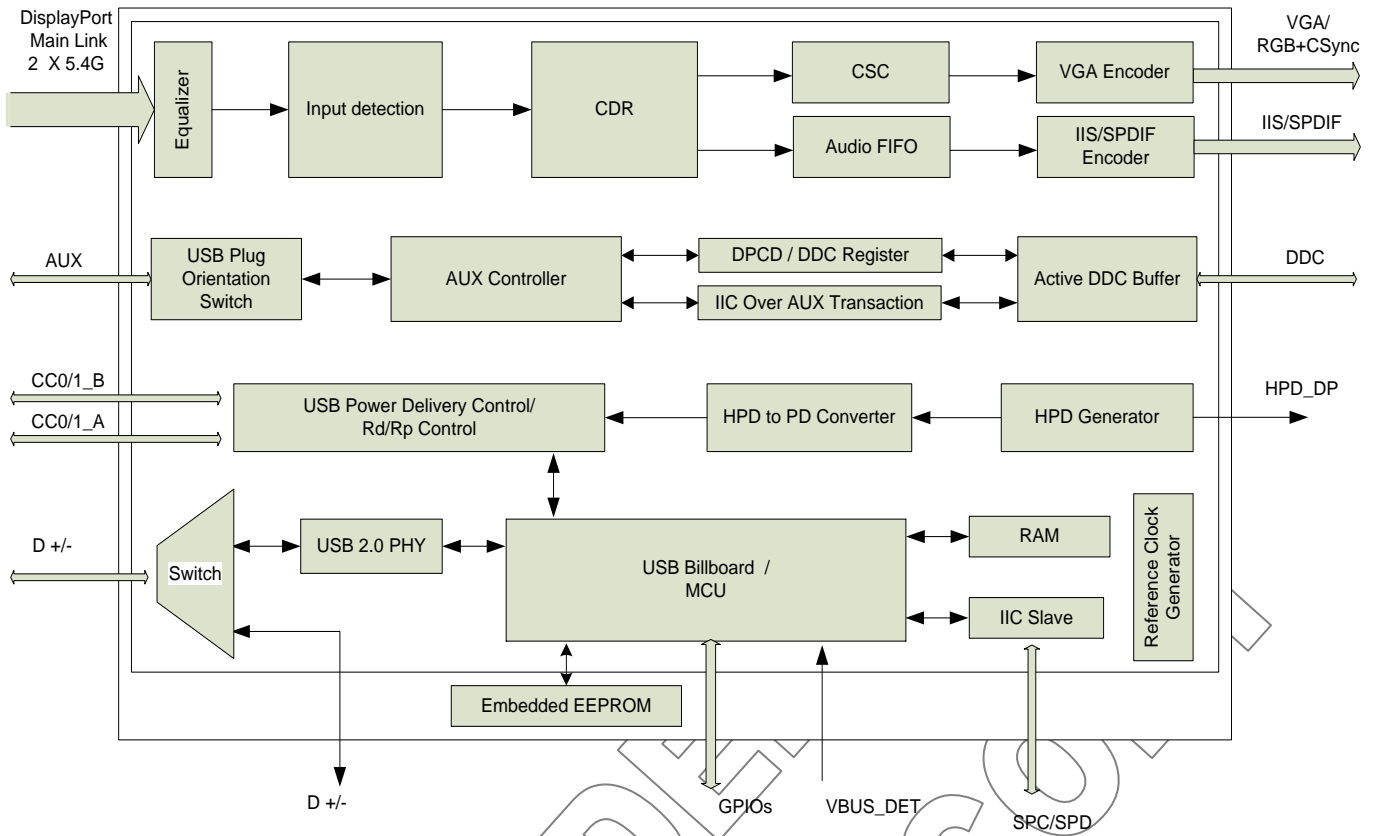 DisplayPort
Main Link
2 X 5.4G
VGA/
RGB+CSync
Equalizer
Input detection
CDR
CSC
VGA Encoder
Audio FIFO
IIS/SPDIF
Encoder
IIS/SPDIF
AUX
USB Plug
Orientation
Switch
AUX Controller
DPCD / DDC Register
IIC Over AUX Transaction
Active DDC Buffer
DDC
CC0/1_B
CC0/1_A
USB Power Delivery Control/
Rd/Rp Control
HPD to PD Converter
HPD Generator
HPD_DP
D +/-
Switch
USB 2.0 PHY
USB Billboard /
MCU
RAM
IIC Slave
Reference Clock
Generator
Embedded EEPROM
D +/-
GPIOs
VBUS_DET
SPC/SPD